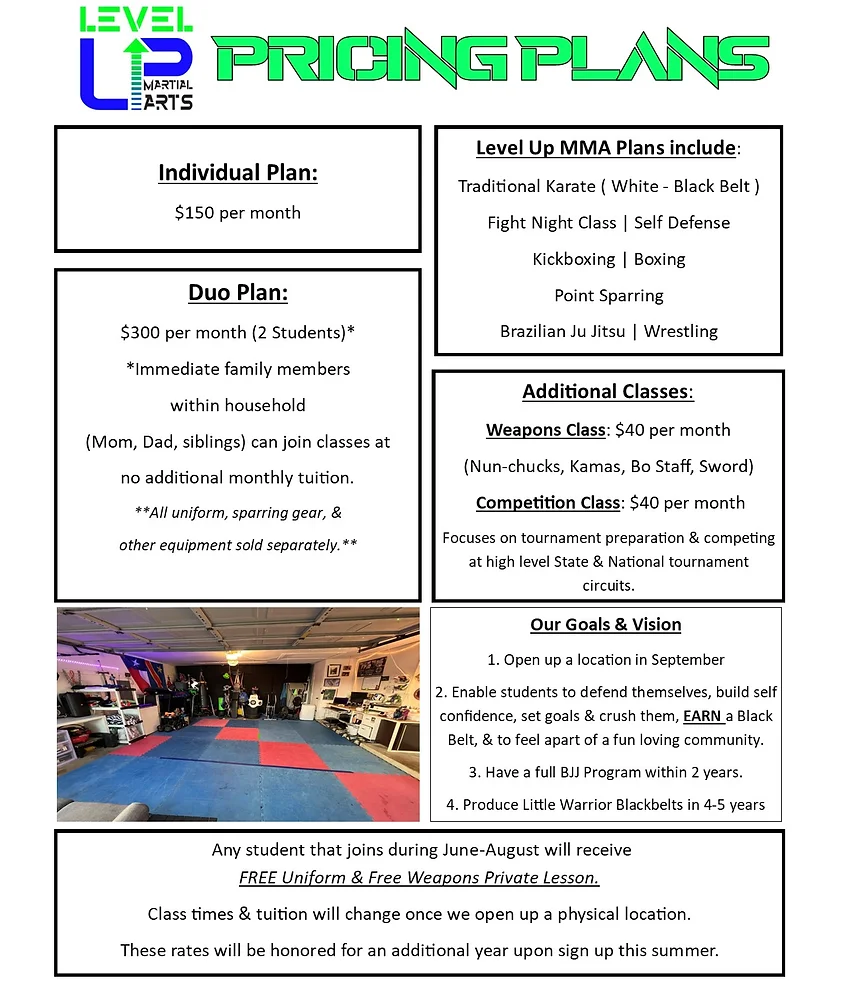 LEVEL
UP
MARTIAL
ARTS
PRICING PLANS
Individual Plan:
$150 per month
Duo Plan:
$300 per month (2 Students)*
*Immediate family members
within household
(Mom, Dad, siblings) can join classes at
no additional monthly tuition.
**All uniform, sparring gear, &
other equipment sold separately.**
Level Up MMA Plans include:
Traditional Karate ( White - Black Belt )
Fight Night Class | Self Defense
Kickboxing | Boxing
Point Sparring
Brazilian Ju Jitsu | Wrestling
Additional Classes:
Weapons Class: $40 per month
(Nun-chucks, Kamas, Bo Staff, Sword)
Competition Class: $40 per month
Focuses on tournament preparation & competing
at high level State & National tournament
circuits.
Our Goals & Vision
1. Open up a location in September
2. Enable students to defend themselves, build self
confidence, set goals & crush them, EARN a Black
Belt, & to feel apart of a fun loving community.
3. Have a full BJJ Program within 2 years.
4. Produce Little Warrior Blackbelts in 4-5 years
Any student that joins during June-August will receive
FREE Uniform & Free Weapons Private Lesson.
Class times & tuition will change once we open up a physical location.
These rates will be honored for an additional year upon sign up this summer.